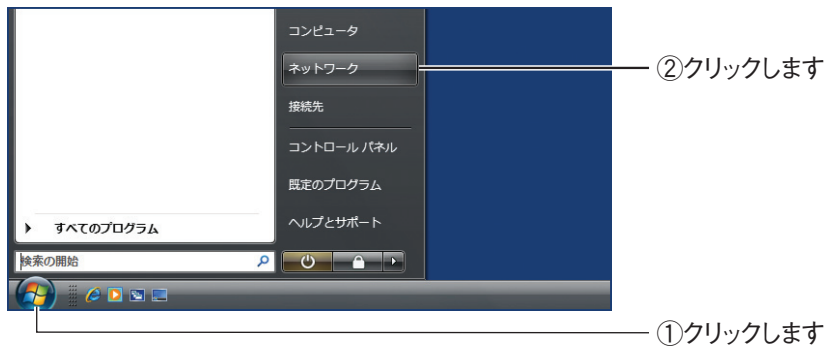 コンピュータ
ネットワーク
②クリックします
接続先
コントロール パネル
既定のプログラム
ヘルプとサポート
すべてのプログラム
検索の開始
①クリックします